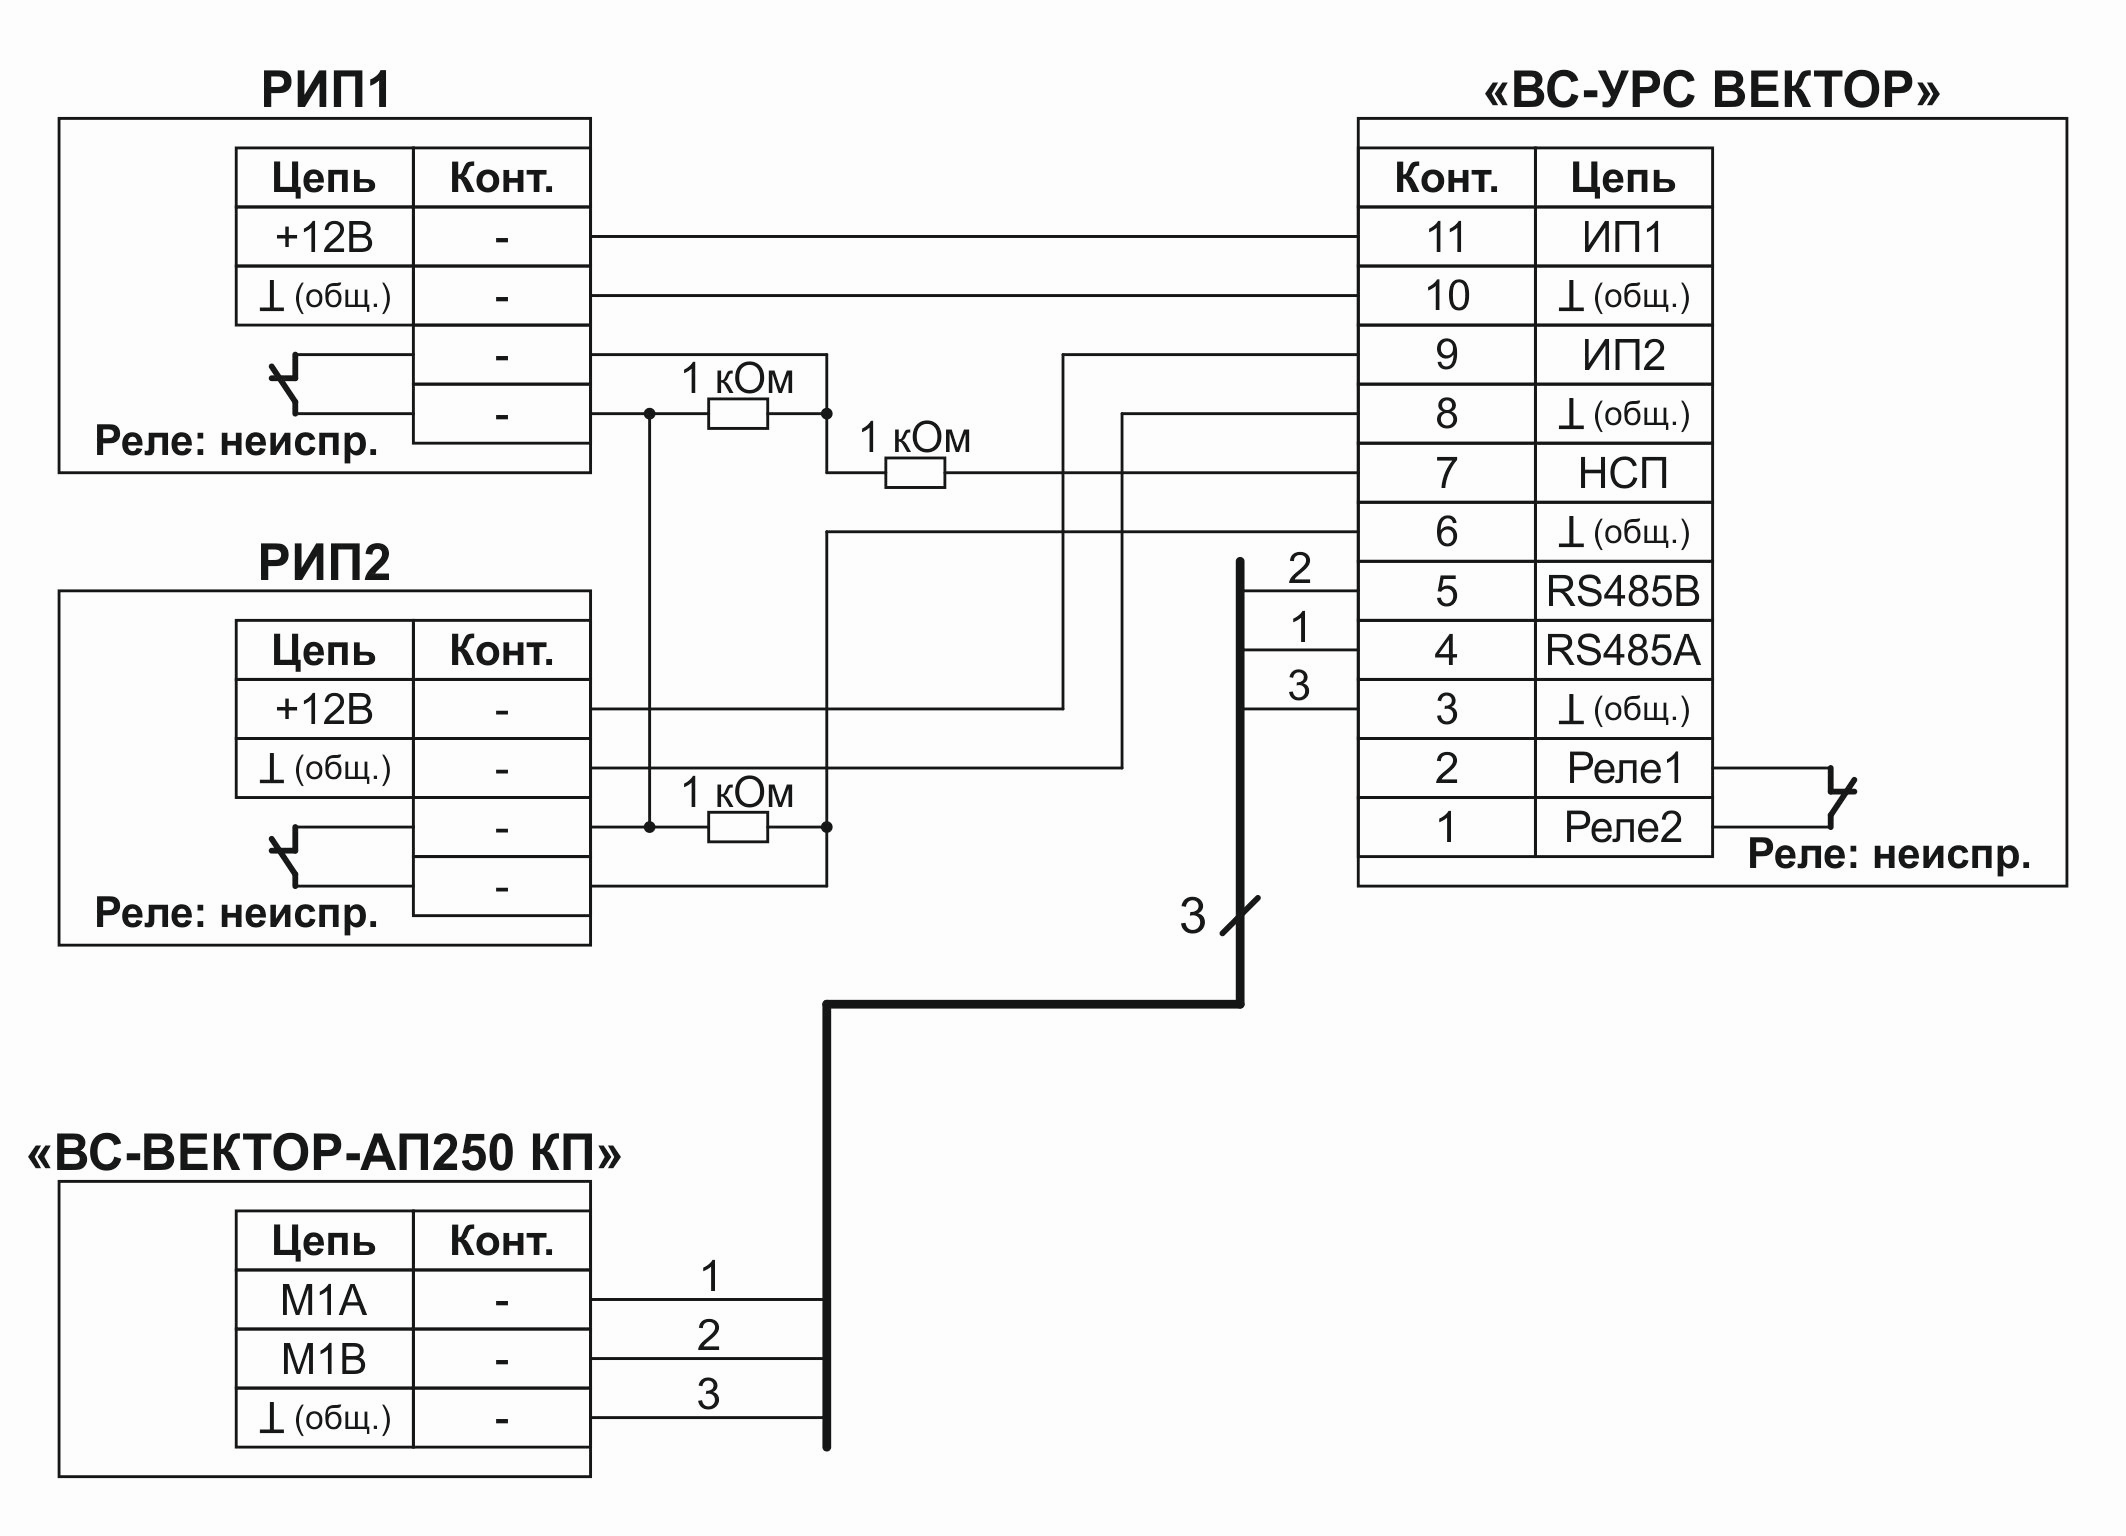 РИП1
Цепь Конт.
+12В -
⊥ (общ.) -
-
1 кОм
-
Реле: неиспр.
1 кОм
«ВС-УРС ВЕКТОР»
Конт. Цепь
11 ИП1
10 ⊥ (общ.)
9 ИП2
8 ⊥ (общ.)
7 НСП
6 ⊥ (общ.)
2 5 RS485B
1 4 RS485A
3 3 ⊥ (общ.)
2 Реле1
1 Реле2
Реле: неиспр.
РИП2
Цепь Конт.
+12В -
⊥ (общ.) -
1 кОм
-
-
Реле: неиспр.
3
«ВС-ВЕКТОР-АП250 КП»
Цепь Конт.
М1А - 1
М1В - 2
⊥ (общ.) - 3